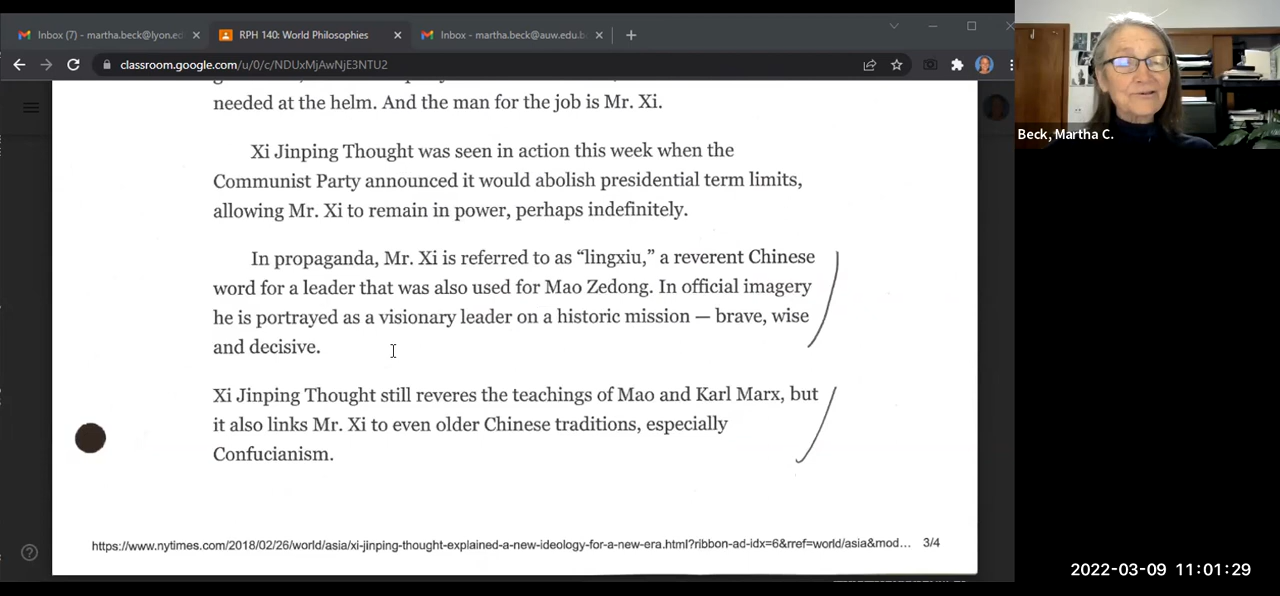 Inbox (7) - martha.beck@lyon.ed
RPH 140: World Philosophies
Inbox - martha.beck@auw.edu.b
classroom.google.com/u/0/c/NDUxMjAwNjE3NTU2
needed at the helm. And the man for the job is Mr. Xi.
Xi Jinping Thought was seen in action this week when the
Communist Party announced it would abolish presidential term limits,
allowing Mr. Xi to remain in power, perhaps indefinitely.
In propaganda, Mr. Xi is referred to as “lingxiu,” a reverent Chinese
word for a leader that was also used for Mao Zedong. In official imagery
he is portrayed as a visionary leader on a historic mission — brave, wise
and decisive.
Xi Jinping Thought still reveres the teachings of Mao and Karl Marx, but
it also links Mr. Xi to even older Chinese traditions, especially
Confucianism.
https://www.nytimes.com/2018/02/26/world/asia/xi-jinping-thought-explained-a-new-ideology-for-a-new-era.html?ribbon-ad-idx=6&rref=world/asia&mod... 3/4
Beck, Martha C.
2022-03-09 11:01:29